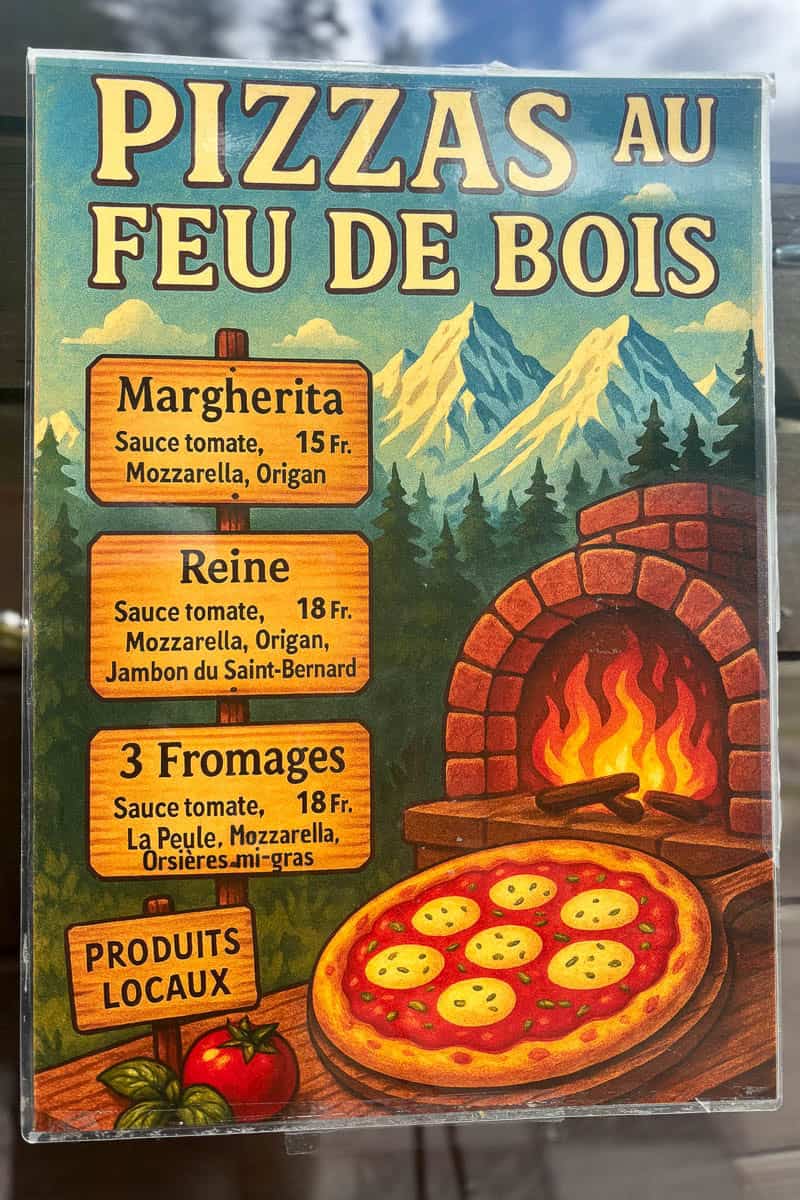 PIZZAS AU
FEU DE BOIS
Margherita
Sauce tomate, 15 Fr.
Mozzarella, Origan
Reine
Sauce tomate, 18 Fr.
Mozzarella, Origan,
Jambon du Saint-Bernard
3 Fromages
Sauce tomate, 18 Fr.
La Peule, Mozzarella,
Orsières mi-gras
PRODUITS
LOCAUX